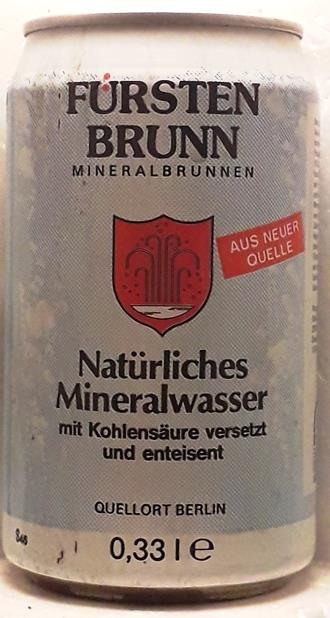 FÜRSTEN
BRUNN
MINERALBRUNNEN
AUS NEUER
QUELLE
Natürliches
Mineralwasser
mit Kohlensäure versetzt
und enteisent
QUELLORT BERLIN
0,33 l e